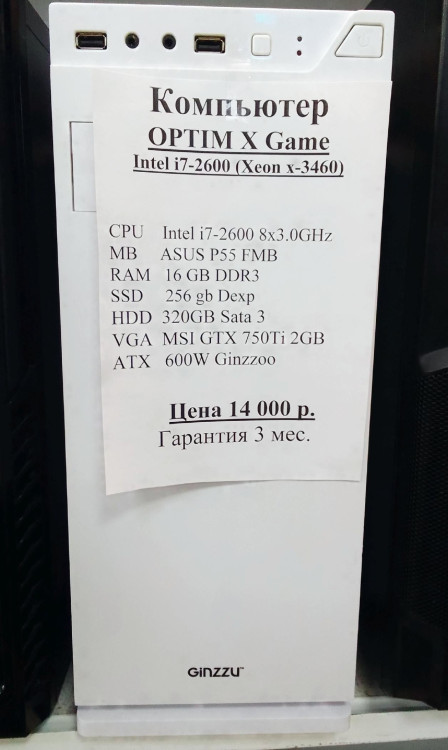 Компьютер
OPTIM X Game
Intel i7-2600 (Xeon x-3460)
CPU Intel i7-2600 8x3.0GHz
MB ASUS P55 FMB
RAM 16 GB DDR3
SSD 256 gb Dexp
HDD 320GB Sata 3
VGA MSI GTX 750Ti 2GB
ATX 600W Ginzzoo
Цена 14 000 р.
Гарантия 3 мес.
GINZZU™